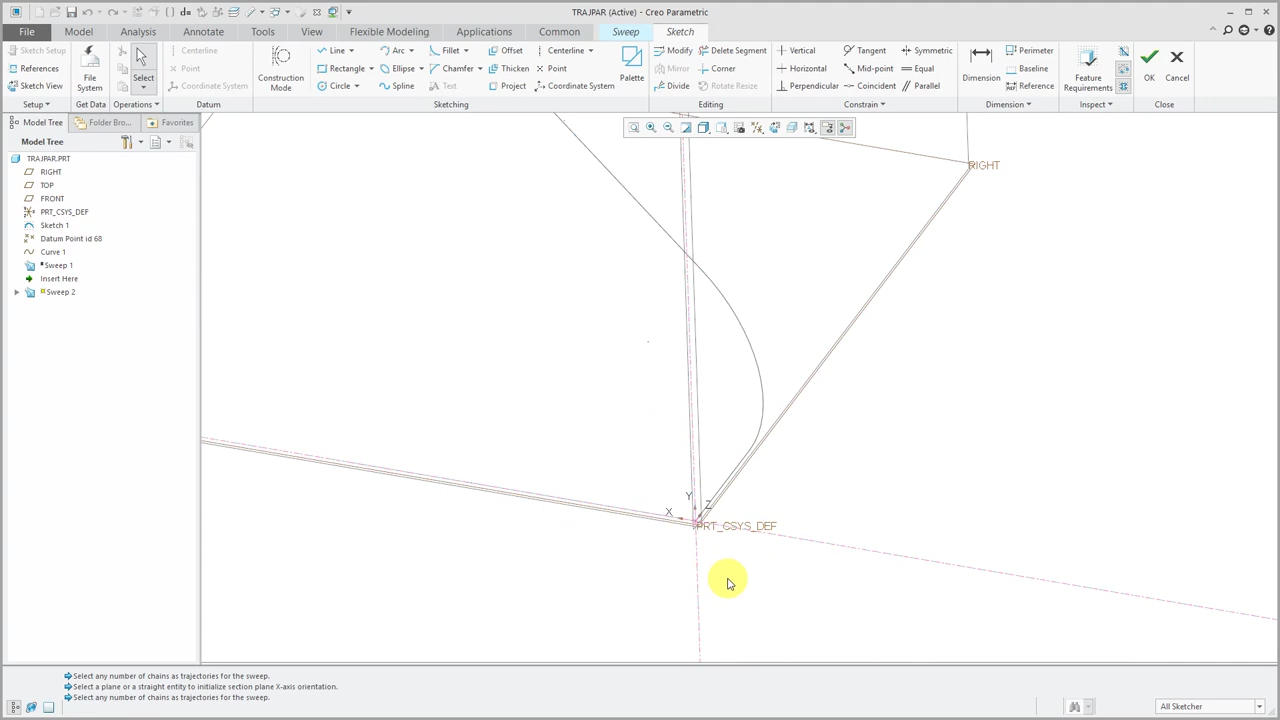 TRAJPAR (Active) - Creo Parametric
File Model Analysis Annotate Tools View Flexible Modeling Applications Common Sweep Sketch
Sketch Setup
References
Sketch View
Setup
File System
Get Data
Select
Operations
Centerline
Point
Coordinate System
Datum
Construction Mode
Line Arc Fillet Offset Centerline
Rectangle Ellipse Chamfer Thicken Point
Circle Spline Text Project Coordinate System
Palette
Sketching
Modify Delete Segment
Mirror Corner
Divide Rotate Resize
Editing
Vertical Tangent Symmetric
Horizontal Mid-point Equal
Perpendicular Coincident Parallel
Constrain
Dimension
Perimeter
Baseline
Reference
Dimension
Feature Requirements
Inspect
OK
Cancel
Close
Model Tree Folder Bro... Favorites
Model Tree
TRAJPAR.PRT
RIGHT
TOP
FRONT
PRT_CSYS_DEF
Sketch 1
Datum Point id 68
Curve 1
Sweep 1
Insert Here
Sweep 2
RIGHT
Y
X
Z
PRT_CSYS_DEF
Select any number of chains as trajectories for the sweep.
Select a plane or a straight entity to initialize section plane X-axis orientation.
Select any number of chains as trajectories for the sweep.
All Sketcher